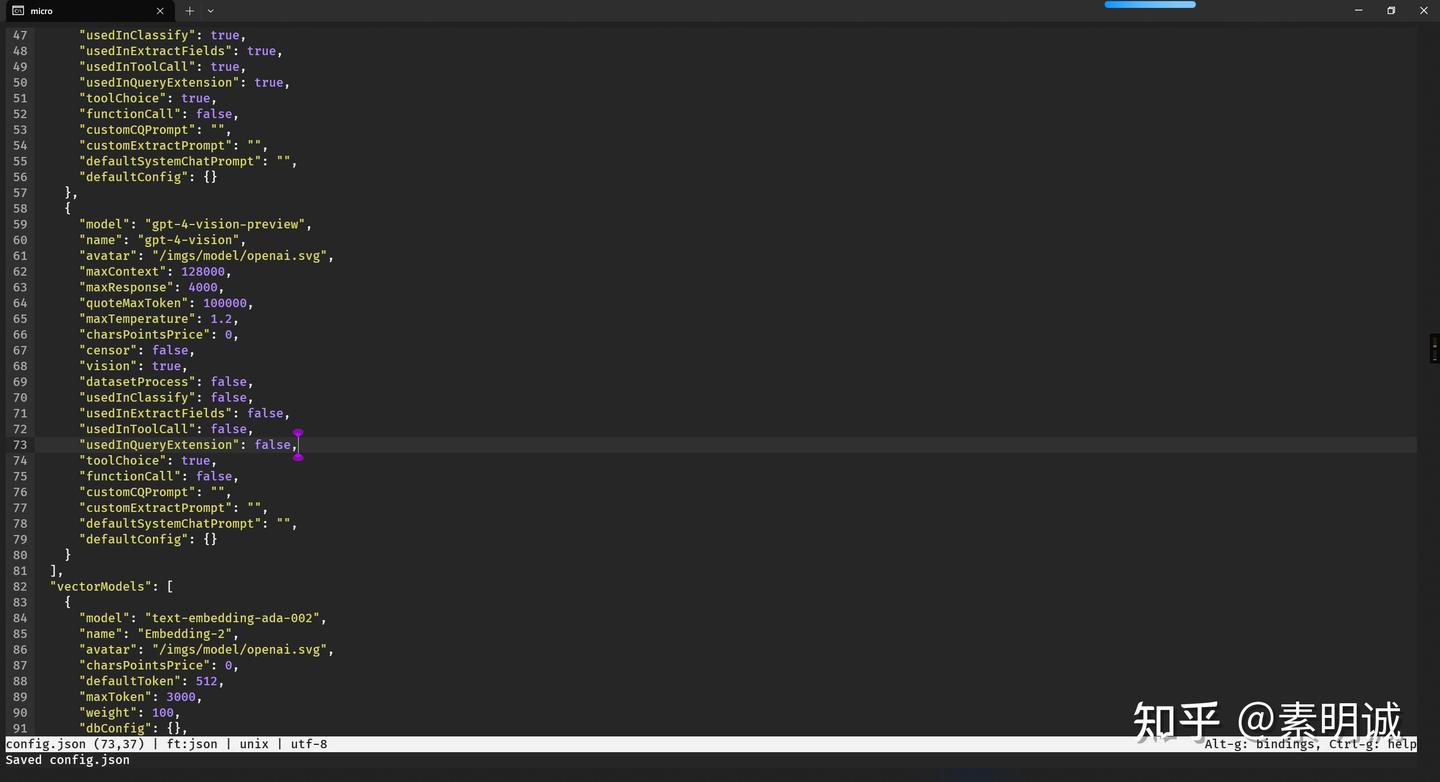 micro
47 "usedInClassify": true,
48 "usedInExtractFields": true,
49 "usedInToolCall": true,
50 "usedInQueryExtension": true,
51 "toolChoice": true,
52 "functionCall": false,
53 "customCQPrompt": "",
54 "customExtractPrompt": "",
55 "defaultSystemChatPrompt": "",
56 "defaultConfig": {}
57 },
58 {
59 "model": "gpt-4-vision-preview",
60 "name": "gpt-4-vision",
61 "avatar": "/imgs/model/openai.svg",
62 "maxContext": 128000,
63 "maxResponse": 4000,
64 "quoteMaxToken": 100000,
65 "maxTemperature": 1.2,
66 "charsPointsPrice": 0,
67 "censor": false,
68 "vision": true,
69 "datasetProcess": false,
70 "usedInClassify": false,
71 "usedInExtractFields": false,
72 "usedInToolCall": false,
73 "usedInQueryExtension": false,
74 "toolChoice": true,
75 "functionCall": false,
76 "customCQPrompt": "",
77 "customExtractPrompt": "",
78 "defaultSystemChatPrompt": "",
79 "defaultConfig": {}
80 }
81 ],
82 "vectorModels": [
83 {
84 "model": "text-embedding-ada-002",
85 "name": "Embedding-2",
86 "avatar": "/imgs/model/openai.svg",
87 "charsPointsPrice": 0,
88 "defaultToken": 512,
89 "maxToken": 3000,
90 "weight": 100,
91 "dbConfig": {},
知乎 @素明诚
config.json (73,37) | ft:json | unix | utf-8 Alt-g: bindings, Ctrl-g: help
Saved config.json